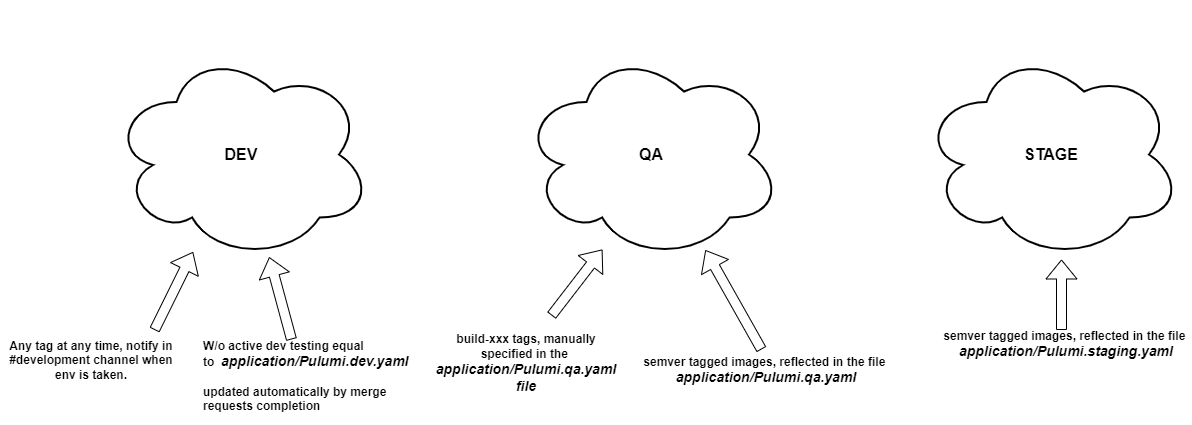 DEV
QA
STAGE
Any tag at any time, notify in
#development channel when
env is taken.
W/o active dev testing equal
to application/Pulumi.dev.yaml
updated automatically by merge
requests completion
build-xxx tags, manually
specified in the
application/Pulumi.qa.yaml
file
semver tagged images, reflected in the file
application/Pulumi.qa.yaml
semver tagged images, reflected in the file
application/Pulumi.staging.yaml